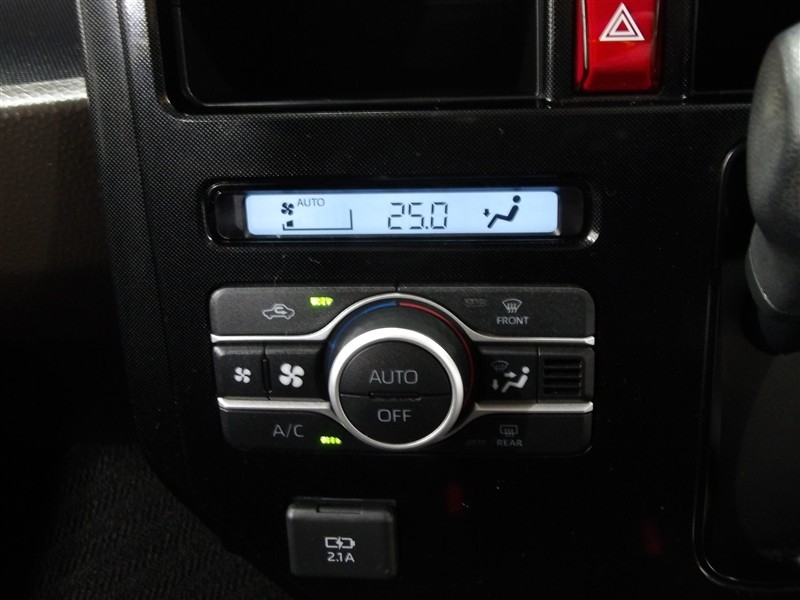 AUTO
25.0
FRONT
AUTO
OFF
A/C
REAR
2.1A